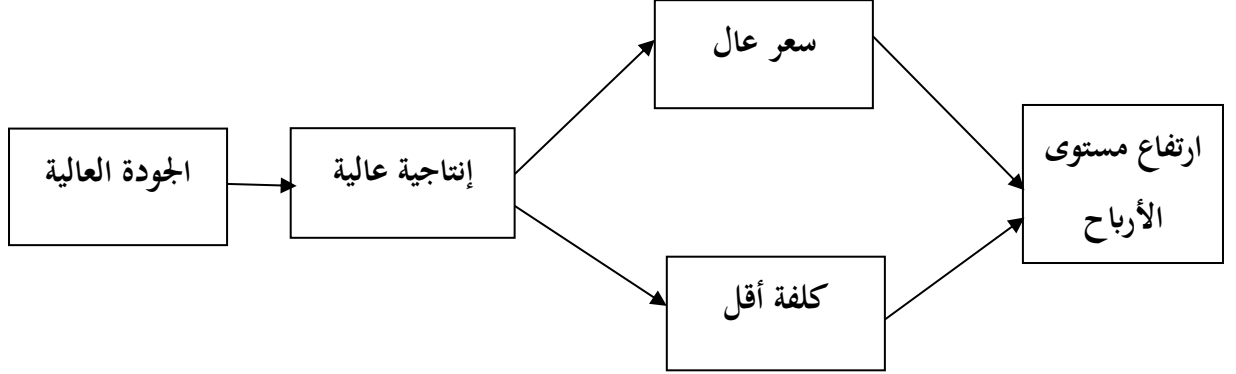 الجودة العالية
إنتاجية عالية
سعر عال
كلفة أقل
ارتفاع مستوى
الأرباح